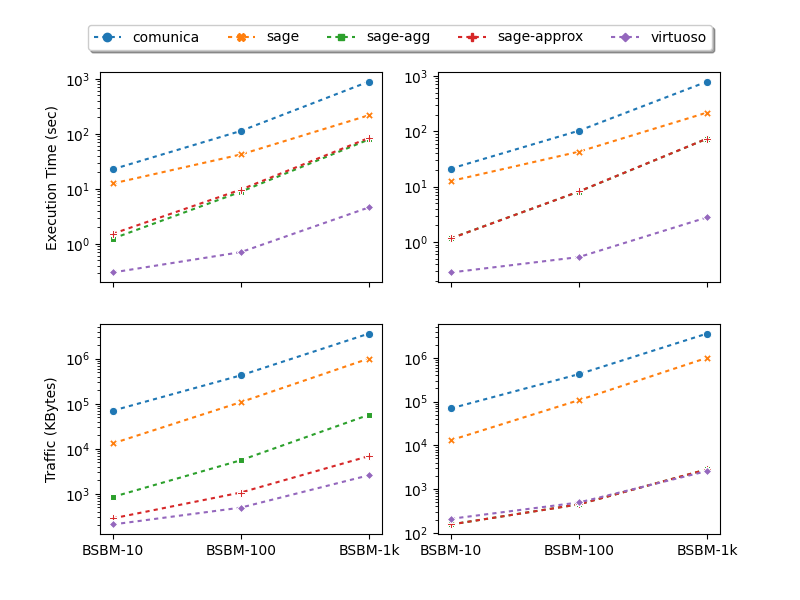 comunica sage sage-agg sage-approx virtuoso
10³ 10³
10² 10²
10¹ 10¹
10⁰ 10⁰
Execution Time (sec)
10⁶ 10⁶
10⁵ 10⁵
10⁴ 10⁴
10³ 10³
10²
Traffic (KBytes)
BSBM-10 BSBM-100 BSBM-1k BSBM-10 BSBM-100 BSBM-1k